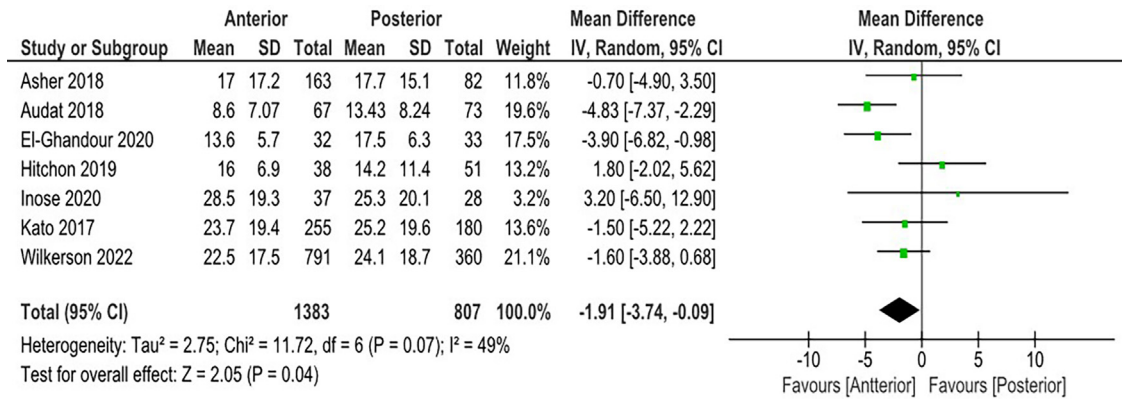 Anterior Posterior Mean Difference Mean Difference
Study or Subgroup Mean SD Total Mean SD Total Weight IV, Random, 95% CI IV, Random, 95% CI
Asher 2018 17 17.2 163 17.7 15.1 82 11.8% -0.70 [-4.90, 3.50]
Audat 2018 8.6 7.07 67 13.43 8.24 73 19.6% -4.83 [-7.37, -2.29]
El-Ghandour 2020 13.6 5.7 32 17.5 6.3 33 17.5% -3.90 [-6.82, -0.98]
Hitchon 2019 16 6.9 38 14.2 11.4 51 13.2% 1.80 [-2.02, 5.62]
Inose 2020 28.5 19.3 37 25.3 20.1 28 3.2% 3.20 [-6.50, 12.90]
Kato 2017 23.7 19.4 255 25.2 19.6 180 13.6% -1.50 [-5.22, 2.22]
Wilkerson 2022 22.5 17.5 791 24.1 18.7 360 21.1% -1.60 [-3.88, 0.68]
Total (95% CI) 1383 807 100.0% -1.91 [-3.74, -0.09]
Heterogeneity: Tau² = 2.75; Chi² = 11.72, df = 6 (P = 0.07); I² = 49%
Test for overall effect: Z = 2.05 (P = 0.04)
-10 -5 0 5 10
Favours [Antterior] Favours [Posterior]